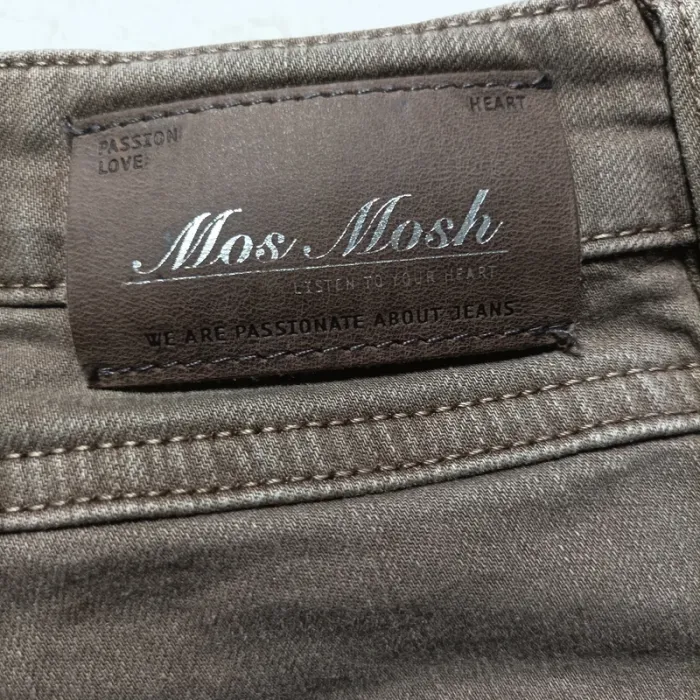 PASSION
LOVE
HEART
Mos Mosh
LISTEN TO YOUR HEART
WE ARE PASSIONATE ABOUT JEANS